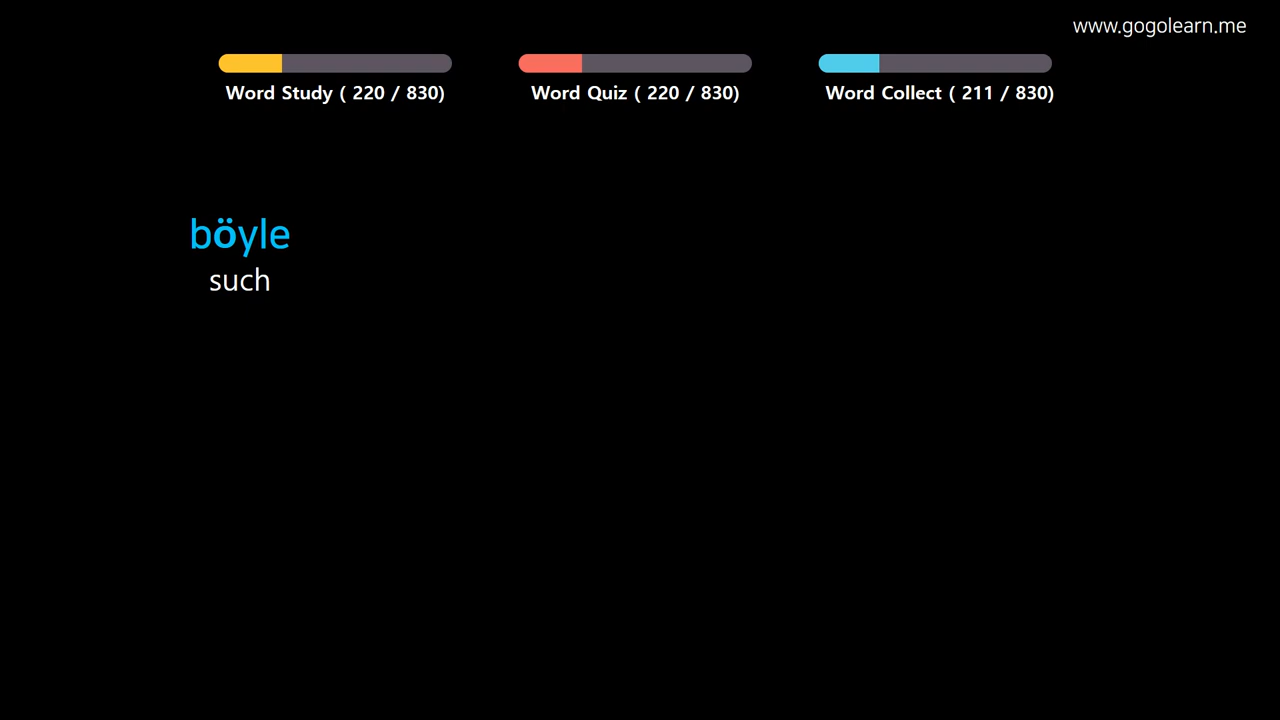 www.gogolearn.me
Word Study ( 220 / 830)
Word Quiz ( 220 / 830)
Word Collect ( 211 / 830)
böyle
such